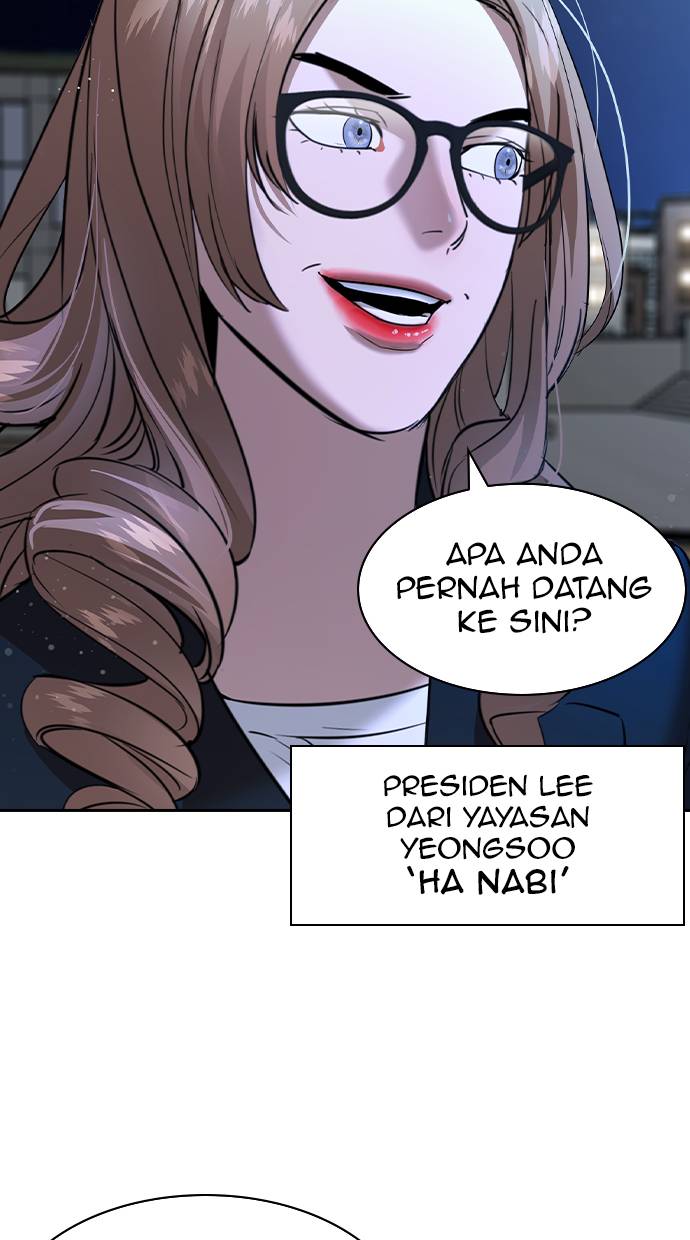 APA ANDA
PERNAH DATANG
KE SINI?
PRESIDEN LEE
DARI YAYASAN
YEONGSOO
'HA NABI'